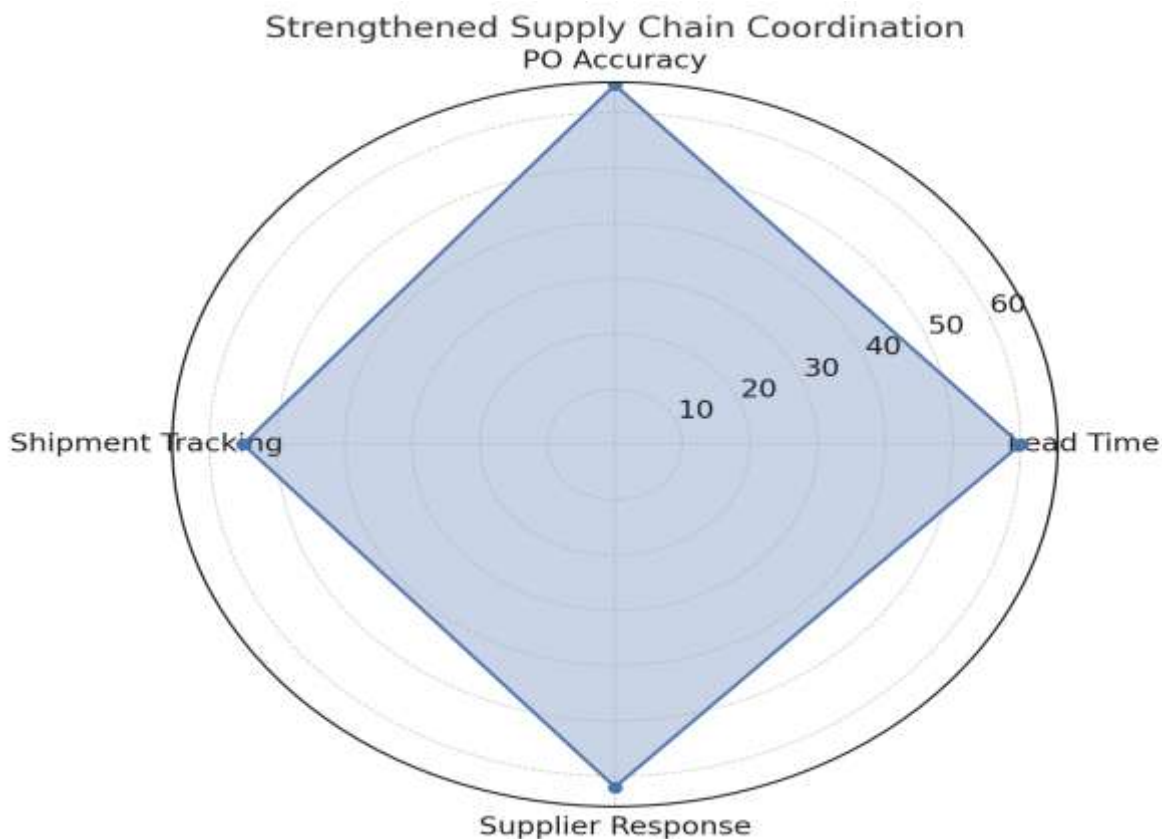 Strengthened Supply Chain Coordination
PO Accuracy
60
50
40
30
20
10
Shipment Tracking
Lead Time
Supplier Response